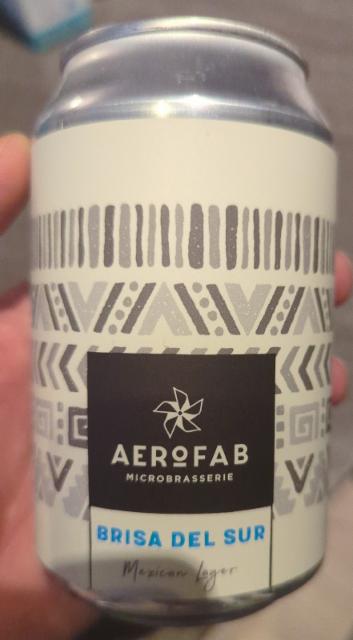 AEROFAB
MICROBRASSERIE
BRISA DEL SUR
Mexican Lager